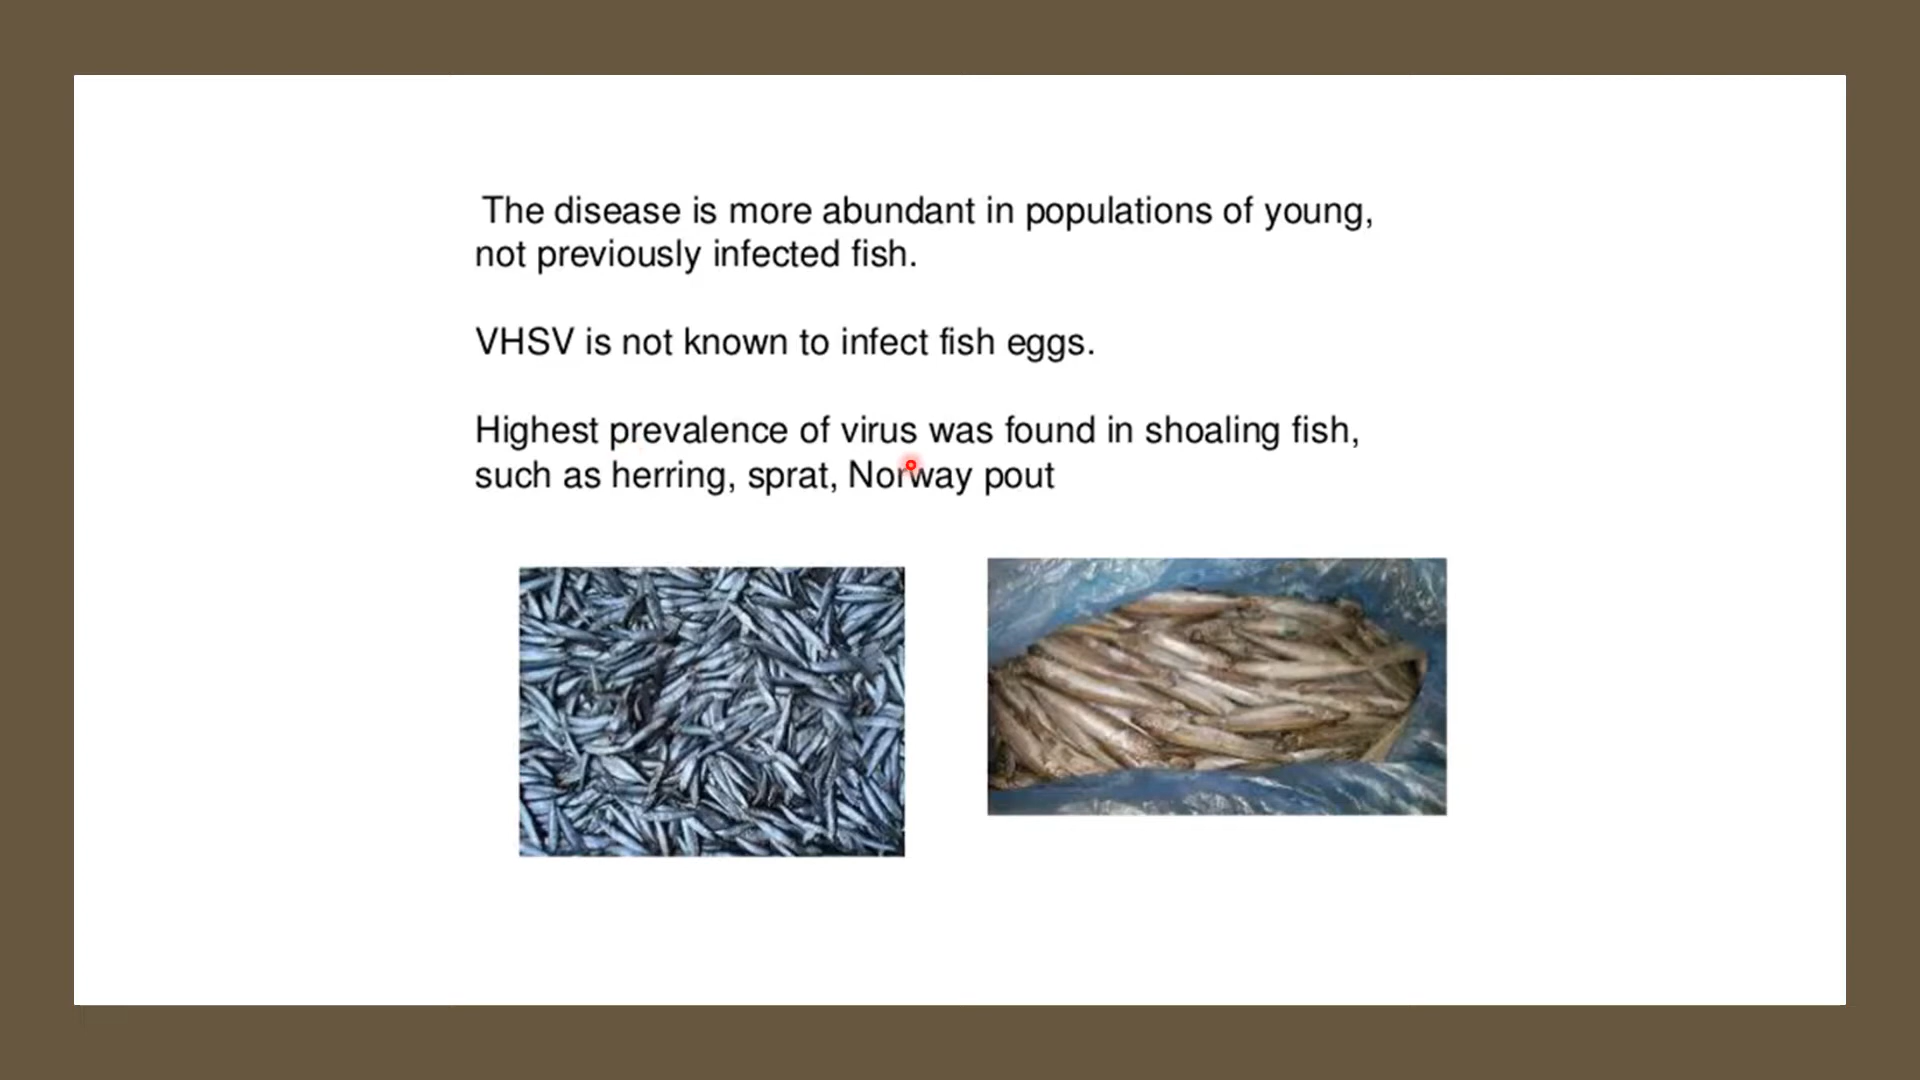 The disease is more abundant in populations of young,
not previously infected fish.
VHSV is not known to infect fish eggs.
Highest prevalence of virus was found in shoaling fish,
such as herring, sprat, Norway pout